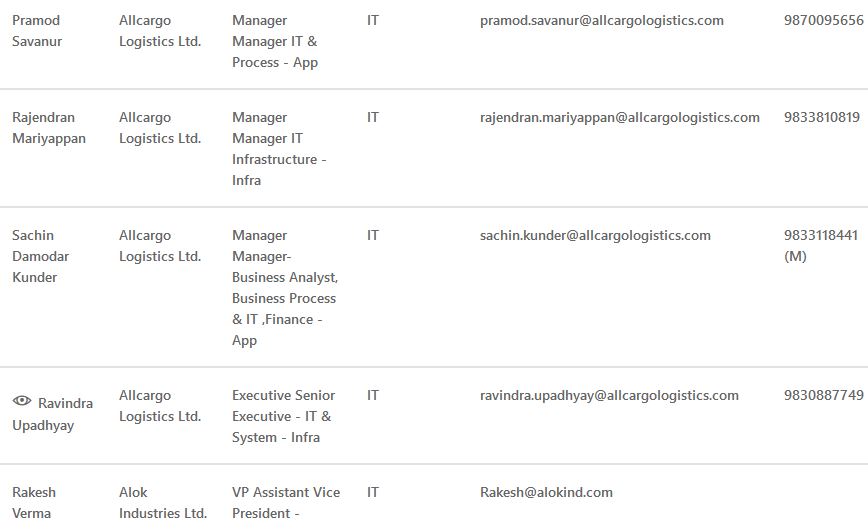 Pramod Savanur Allcargo Logistics Ltd. Manager Manager IT & Process - App IT pramod.savanur@allcargologistics.com 9870095656
Rajendran Mariyappan Allcargo Logistics Ltd. Manager Manager IT Infrastructure - Infra IT rajendran.mariyappan@allcargologistics.com 9833810819
Sachin Damodar Kunder Allcargo Logistics Ltd. Manager Manager- Business Analyst, Business Process & IT ,Finance - App IT sachin.kunder@allcargologistics.com 9833118441 (M)
Ravindra Upadhyay Allcargo Logistics Ltd. Executive Senior Executive - IT & System - Infra IT ravindra.upadhyay@allcargologistics.com 9830887749
Rakesh Verma Alok Industries Ltd. VP Assistant Vice President - IT Rakesh@alokind.com